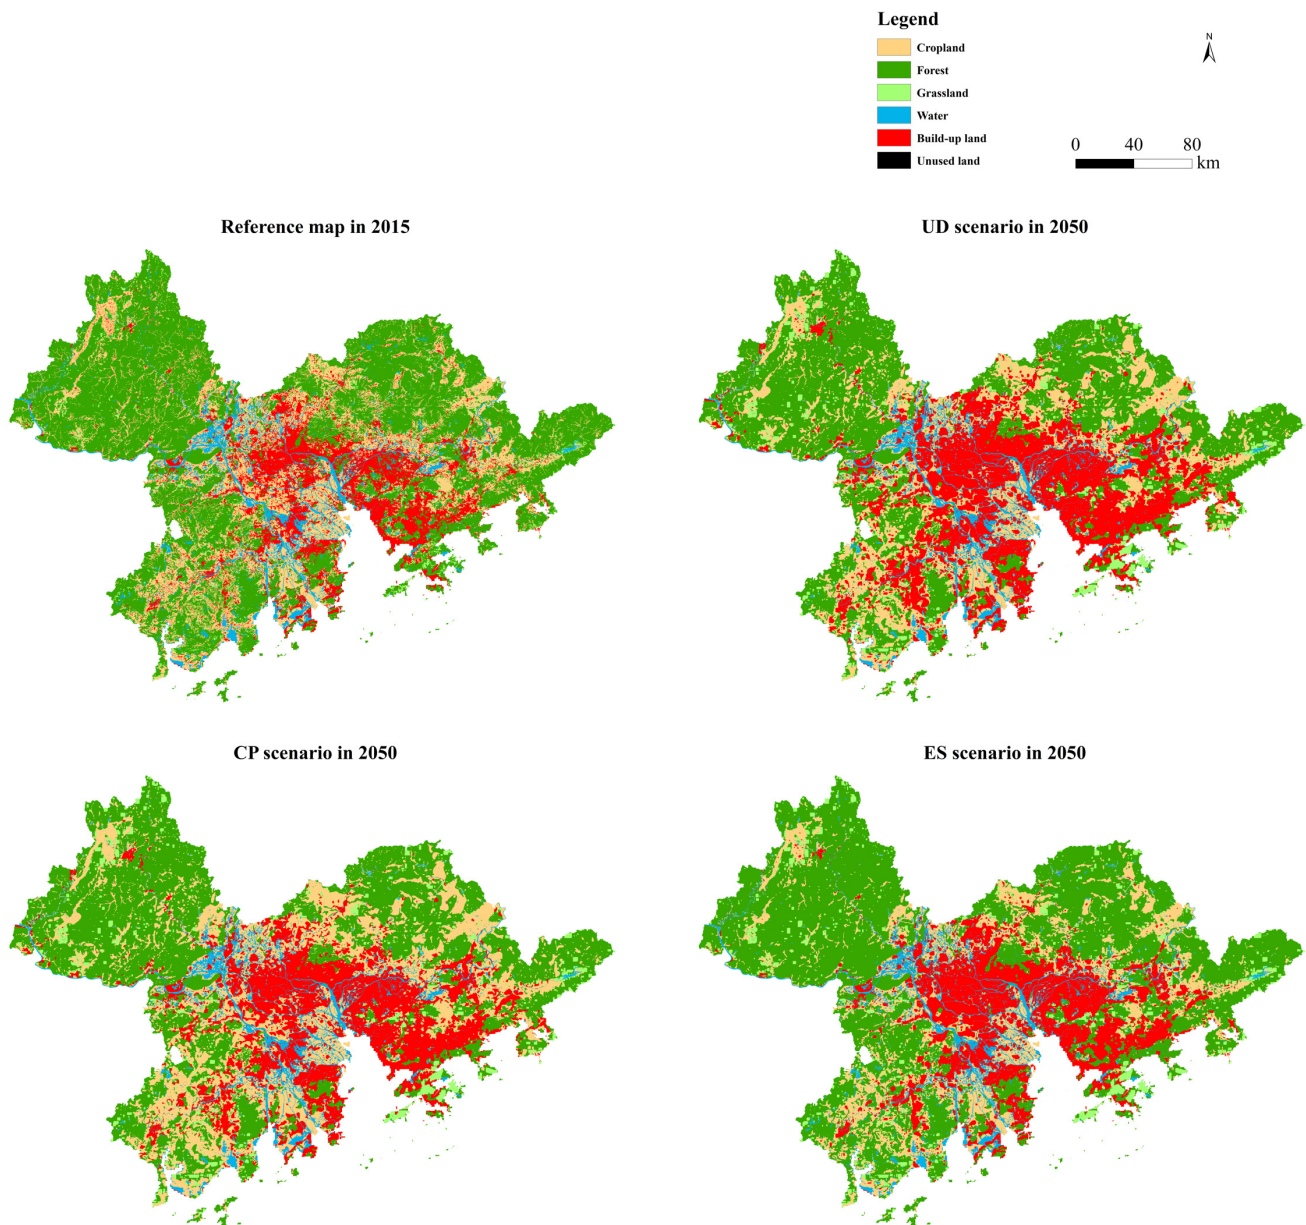 Legend
Cropland
Forest
Grassland
Water
Build-up land
Unused land
N
0 40 80
km
Reference map in 2015
UD scenario in 2050
CP scenario in 2050
ES scenario in 2050